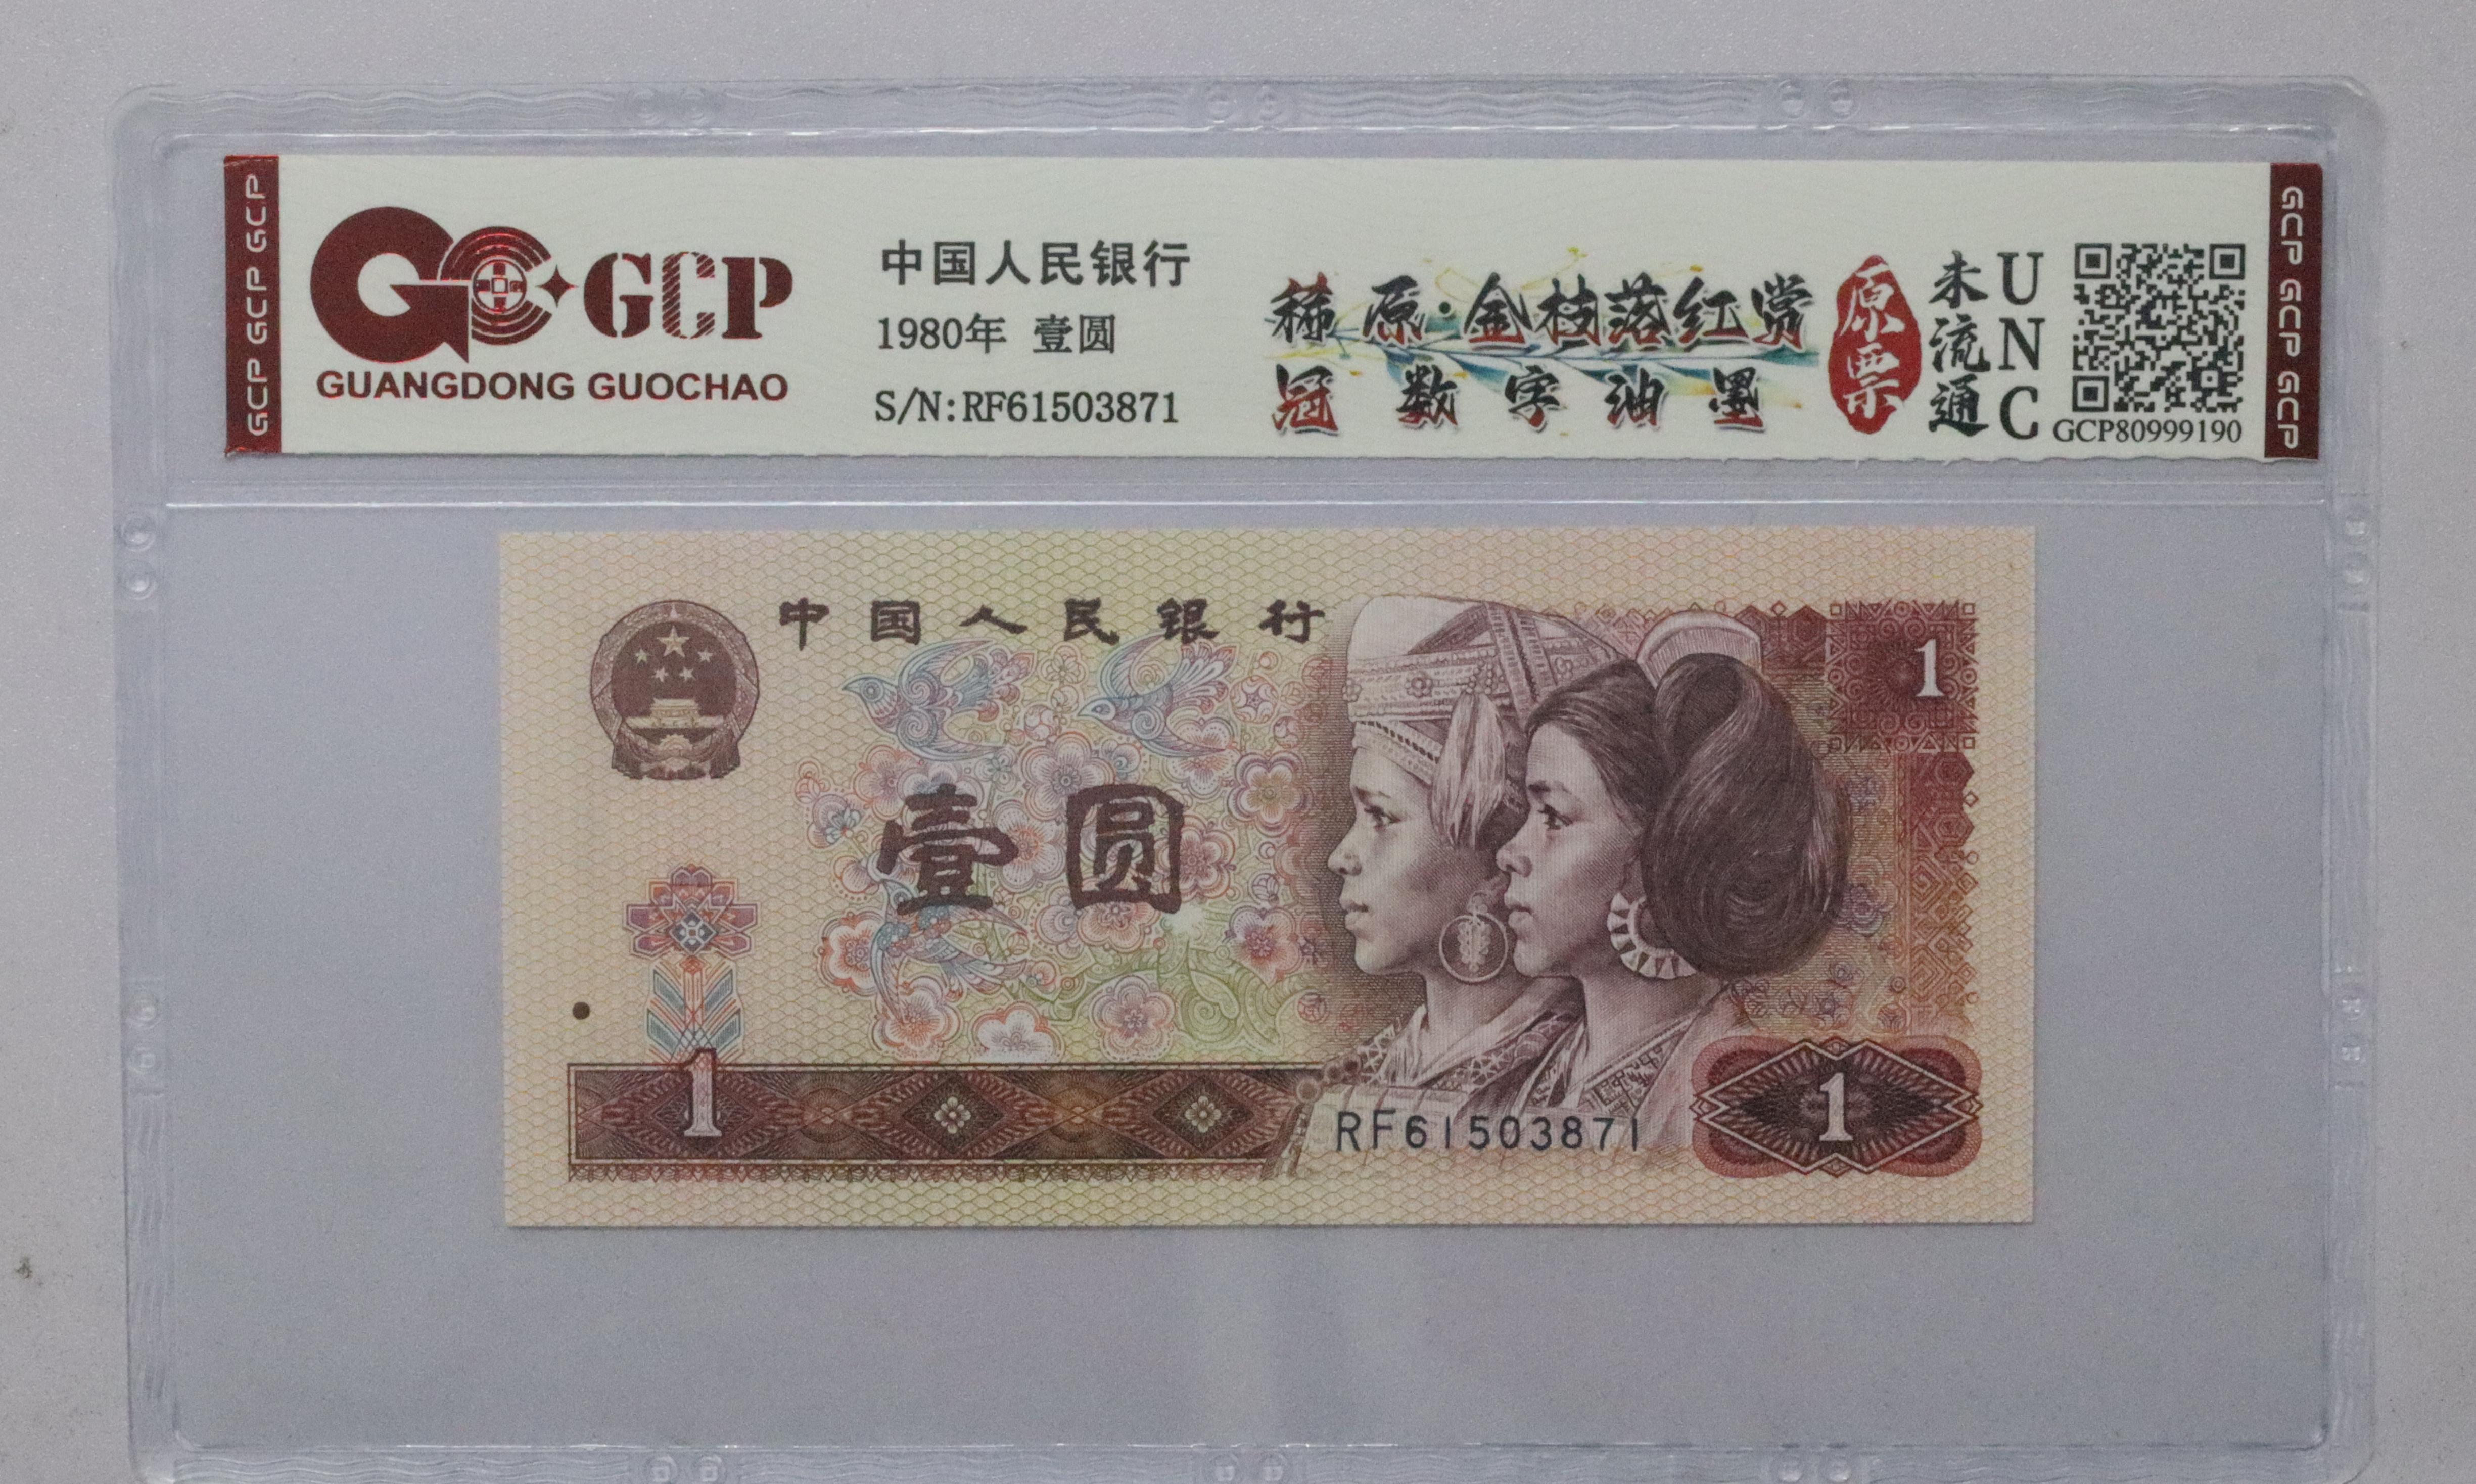 GCP GCP GCP
GCP
GUANGDONG GUOCHAO
中国人民银行
1980年 壹圆
S/N:RF61503871
稀原·金枝落红赏
冠数字油墨
原票
未流通
UNC
GCP80999190
GCP GCP GCP
中国人民银行
1
壹圆
1
RF61503871
1